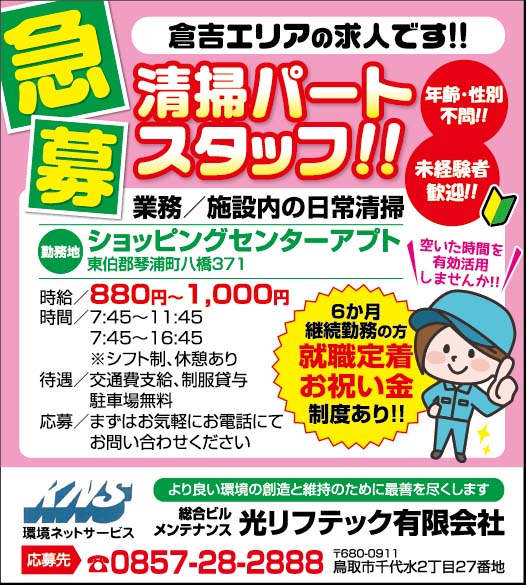 急募
倉吉エリアの求人です!!
清掃パート
スタッフ!!
年齢・性別
不問!!
未経験者
歓迎!!
業務／施設内の日常清掃
勤務地 ショッピングセンターアプト
東伯郡琴浦町八橋371
空いた時間を
有効活用
しませんか!!
時給／880円〜1,000円
時間／7:45〜11:45
7:45〜16:45
※シフト制、休憩あり
待遇／交通費支給、制服貸与
駐車場無料
応募／まずはお気軽にお電話にて
お問い合わせください
6か月
継続勤務の方
就職定着
お祝い金
制度あり!!
KNS
環境ネットサービス
より良い環境の創造と維持のために最善を尽くします
総合ビル
メンテナンス 光リフテック有限会社
応募先 ☎0857-28-2888
〒680-0911
鳥取市千代水2丁目27番地